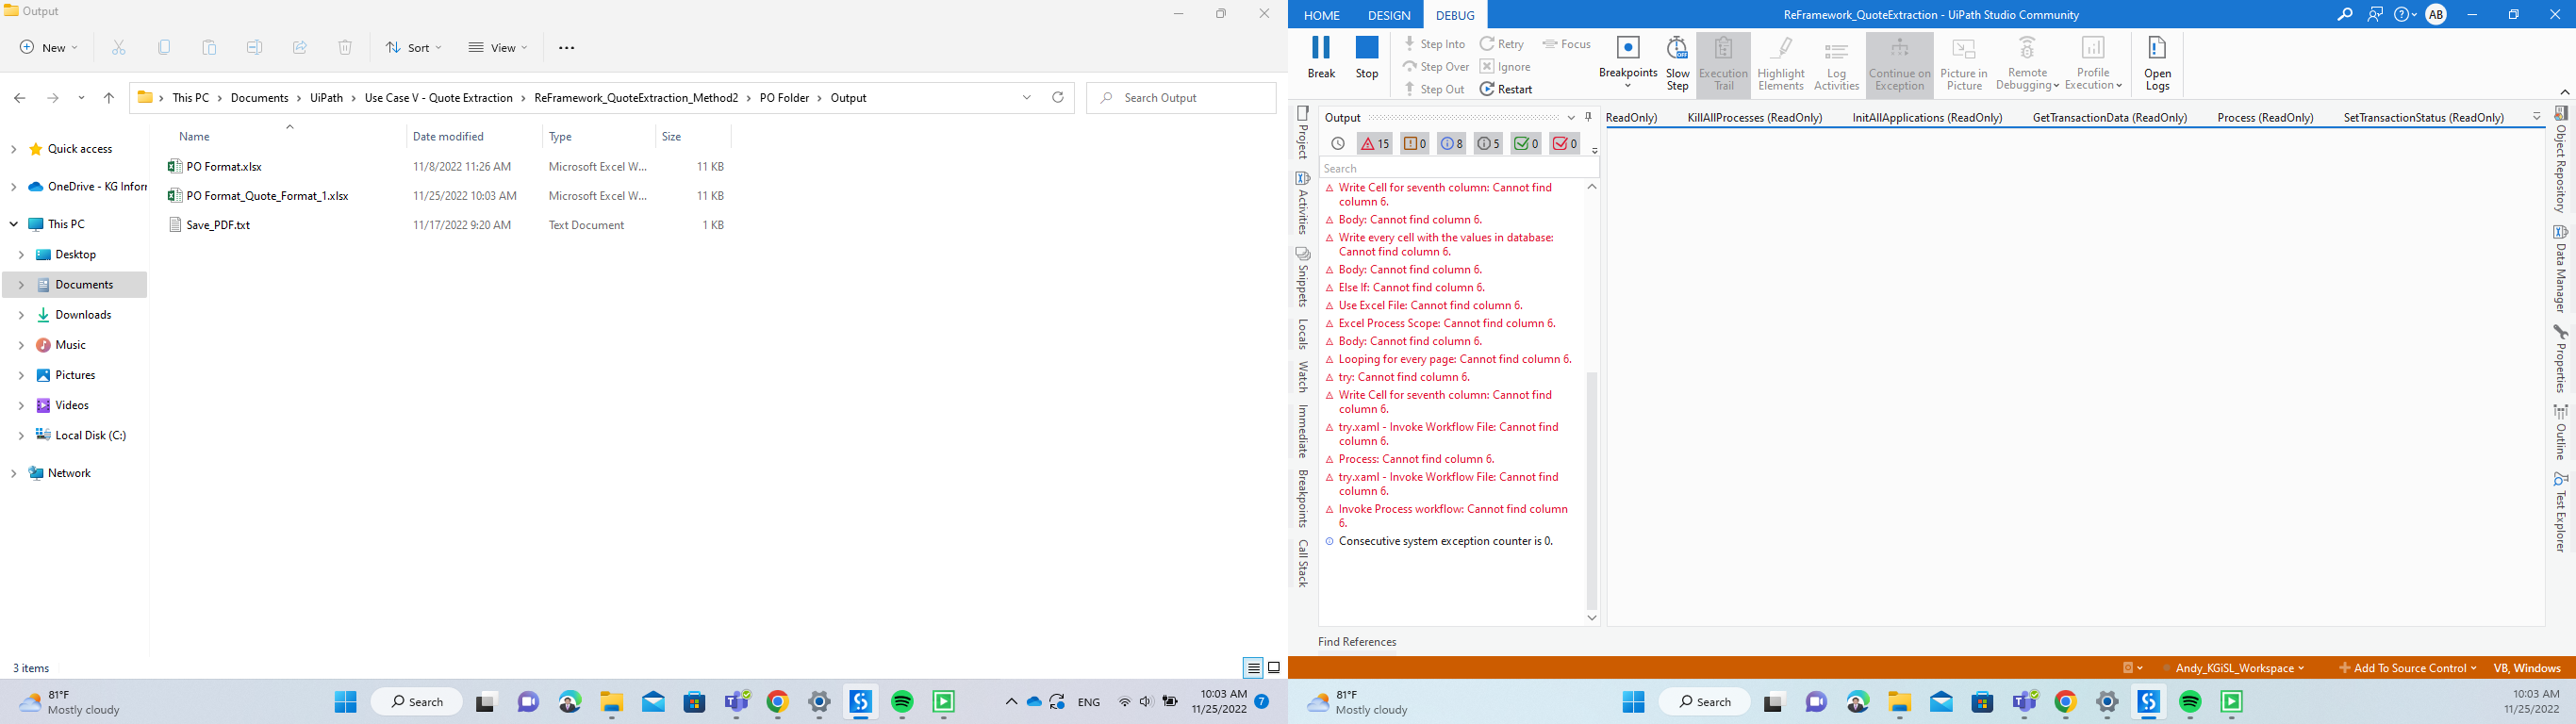 Output
New
Sort
View
This PC > Documents > UiPath > Use Case V - Quote Extraction > ReFramework_QuoteExtraction_Method2 > PO Folder > Output
Search Output
Name Date modified Type Size
Quick access
OneDrive - KG Infor
This PC
Desktop
Documents
Downloads
Music
Pictures
Videos
Local Disk (C:)
Network
PO Format.xlsx 11/8/2022 11:26 AM Microsoft Excel W... 11 KB
PO Format_Quote_Format_1.xlsx 11/25/2022 10:03 AM Microsoft Excel W... 11 KB
Save_PDF.txt 11/17/2022 9:20 AM Text Document 1 KB
3 items
81°F
Mostly cloudy
Search
ENG
10:03 AM
11/25/2022
7
HOME DESIGN DEBUG
ReFramework_QuoteExtraction - UiPath Studio Community
AB
Break
Stop
Step Into
Step Over
Step Out
Retry
Ignore
Restart
Focus
Breakpoints
Slow
Step
Execution
Trail
Highlight
Elements
Log
Activities
Continue on
Exception
Picture in
Picture
Remote
Debugging
Profile
Execution
Open
Logs
Project
Activities
Snippets
Locals
Watch
Immediate
Breakpoints
Call Stack
Output
15 0 8 5 0 0
Search
Write Cell for seventh column: Cannot find
column 6.
Body: Cannot find column 6.
Write every cell with the values in database:
Cannot find column 6.
Body: Cannot find column 6.
Else If: Cannot find column 6.
Use Excel File: Cannot find column 6.
Excel Process Scope: Cannot find column 6.
Body: Cannot find column 6.
Looping for every page: Cannot find column 6.
try: Cannot find column 6.
Write Cell for seventh column: Cannot find
column 6.
try.xaml - Invoke Workflow File: Cannot find
column 6.
Process: Cannot find column 6.
try.xaml - Invoke Workflow File: Cannot find
column 6.
Invoke Process workflow: Cannot find column
6.
Consecutive system exception counter is 0.
Find References
ReadOnly) KillAllProcesses (ReadOnly) InitAllApplications (ReadOnly) GetTransactionData (ReadOnly) Process (ReadOnly) SetTransactionStatus (ReadOnly)
Object Repository
Data Manager
Properties
Outline
Test Explorer
Andy_KGiSL_Workspace
Add To Source Control
VB, Windows
81°F
Mostly cloudy
Search
10:03 AM
11/25/2022